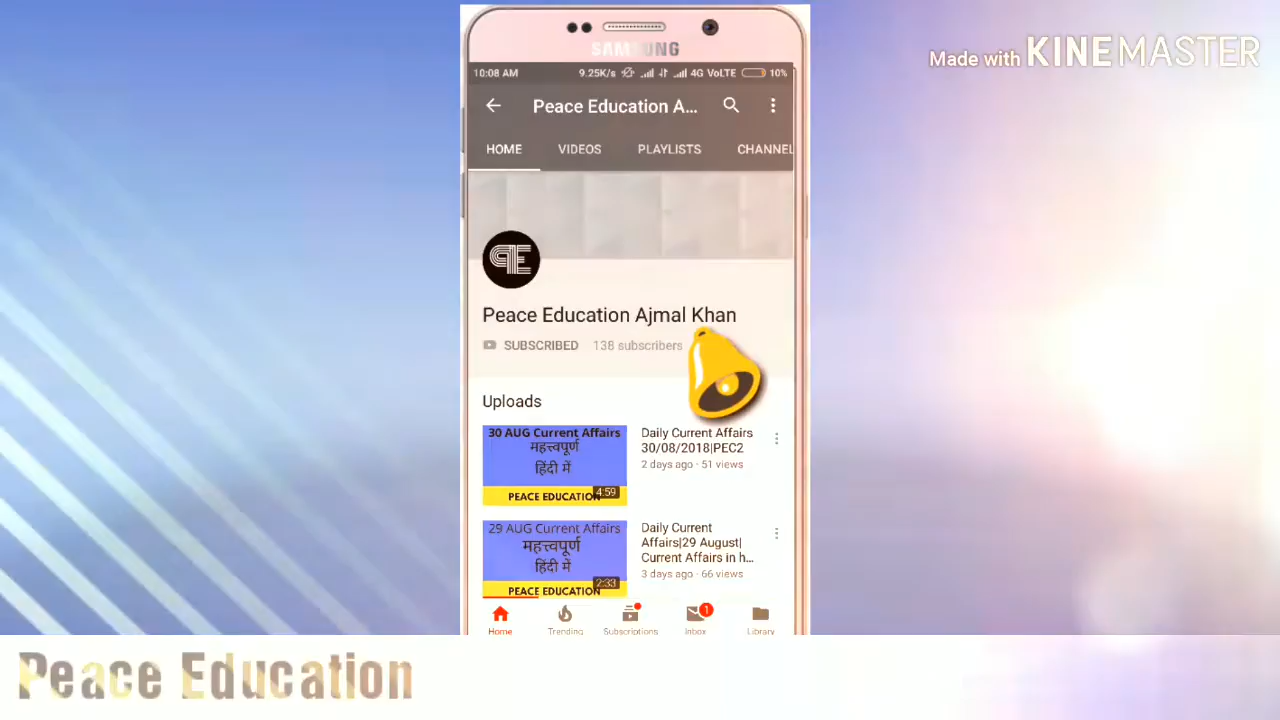 Made with KINEMASTER
SAMSUNG
10:08 AM 9.25K/s 4G VoLTE 10%
Peace Education A...
HOME VIDEOS PLAYLISTS CHANNEL
PE
Peace Education Ajmal Khan
SUBSCRIBED 138 subscribers
Uploads
30 AUG Current Affairs
महत्त्वपूर्ण
हिंदी में
PEACE EDUCATION
4:59
Daily Current Affairs
30/08/2018|PEC2
2 days ago · 51 views
29 AUG Current Affairs
महत्त्वपूर्ण
हिंदी में
PEACE EDUCATION
2:33
Daily Current
Affairs|29 August|
Current Affairs in h...
3 days ago · 66 views
1
Home Trending Subscriptions Inbox Library
Peace Education